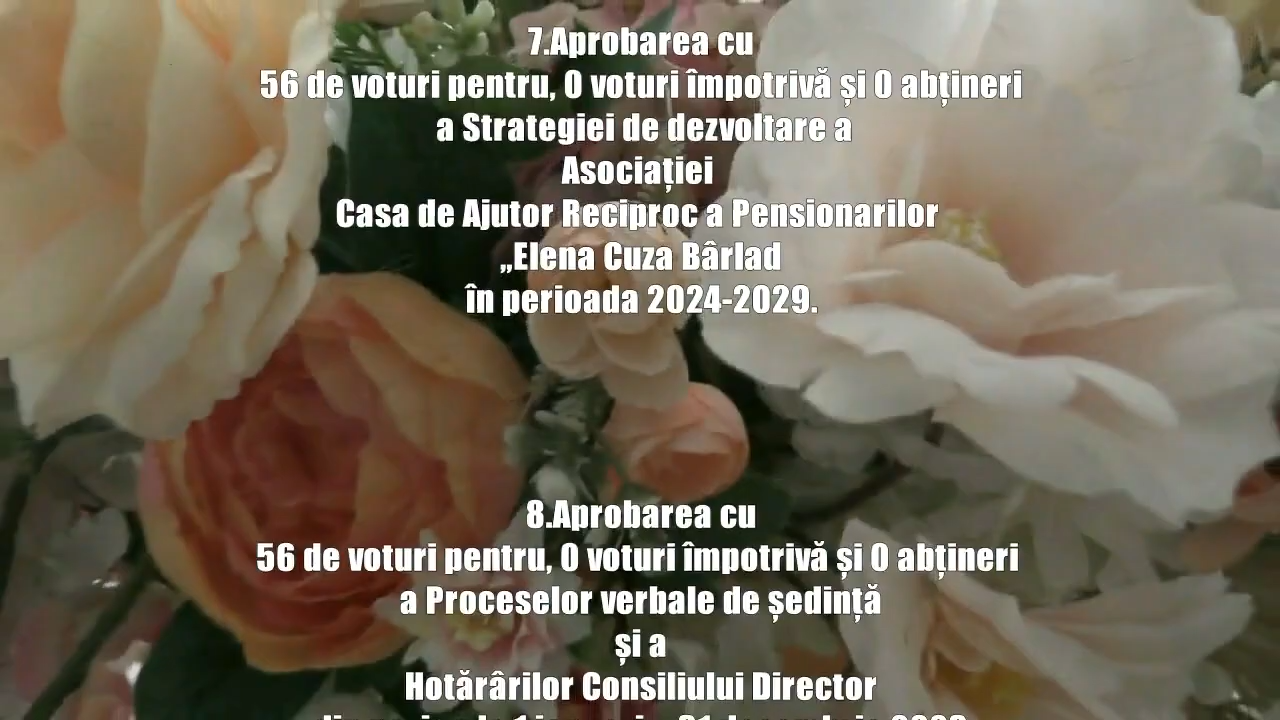 7.Aprobarea cu
56 de voturi pentru, 0 voturi împotrivă și 0 abțineri
a Strategiei de dezvoltare a
Asociației
Casa de Ajutor Reciproc a Pensionarilor
„Elena Cuza Bârlad
în perioada 2024-2029.
8.Aprobarea cu
56 de voturi pentru, 0 voturi împotrivă și 0 abțineri
a Proceselor verbale de ședință
și a
Hotărârilor Consiliului Director